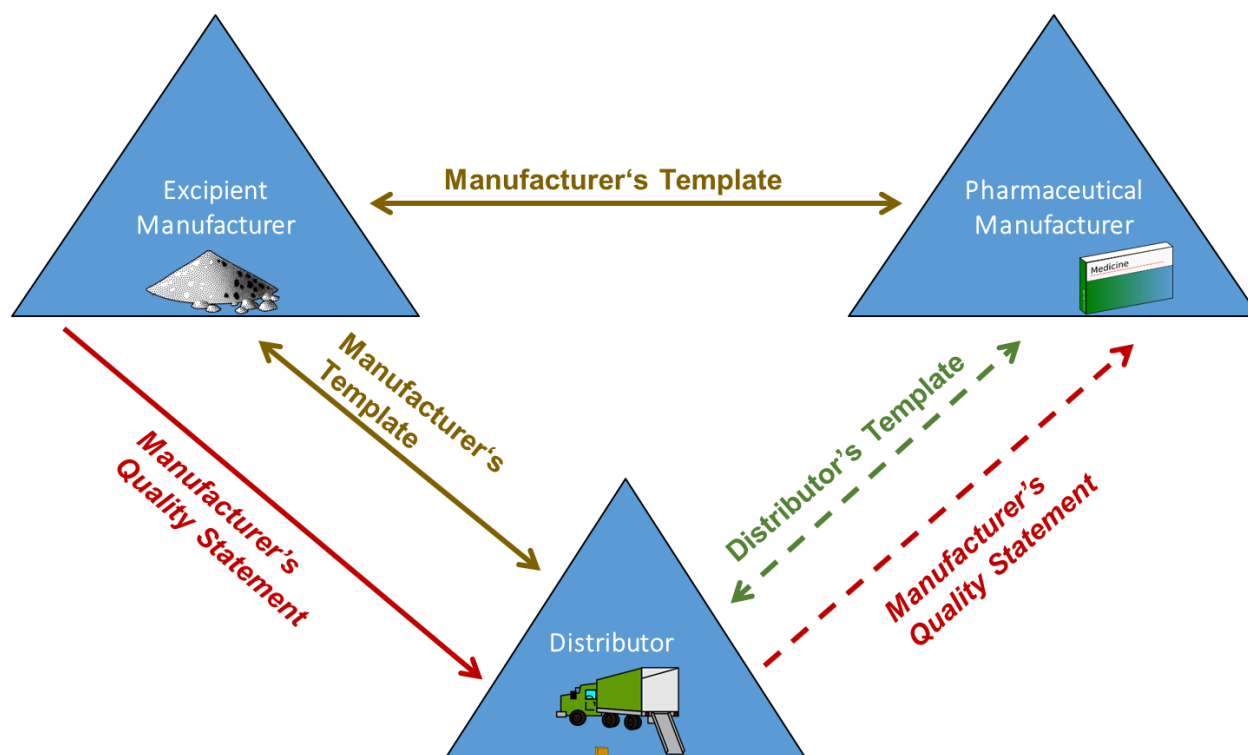 Excipient
Manufacturer
Manufacturer‘s Template
Pharmaceutical
Manufacturer
Medicine
Manufacturer‘s
Template
Manufacturer’s
Quality Statement
Distributor’s Template
Manufacturer’s
Quality Statement
Distributor